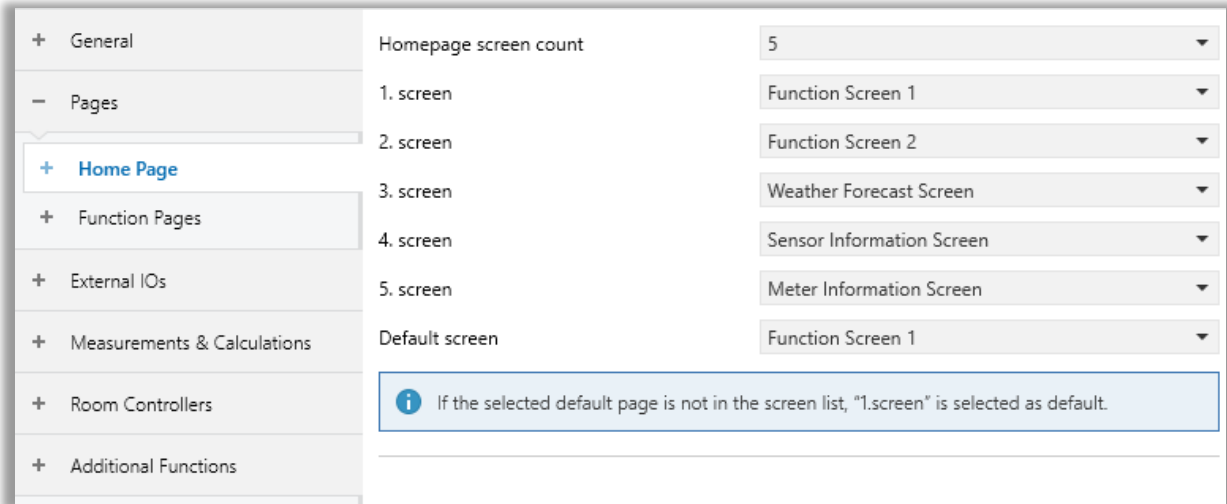 General
Pages
Home Page
Function Pages
External IOs
Measurements & Calculations
Room Controllers
Additional Functions
Homepage screen count 5
1. screen Function Screen 1
2. screen Function Screen 2
3. screen Weather Forecast Screen
4. screen Sensor Information Screen
5. screen Meter Information Screen
Default screen Function Screen 1
If the selected default page is not in the screen list, “1.screen” is selected as default.